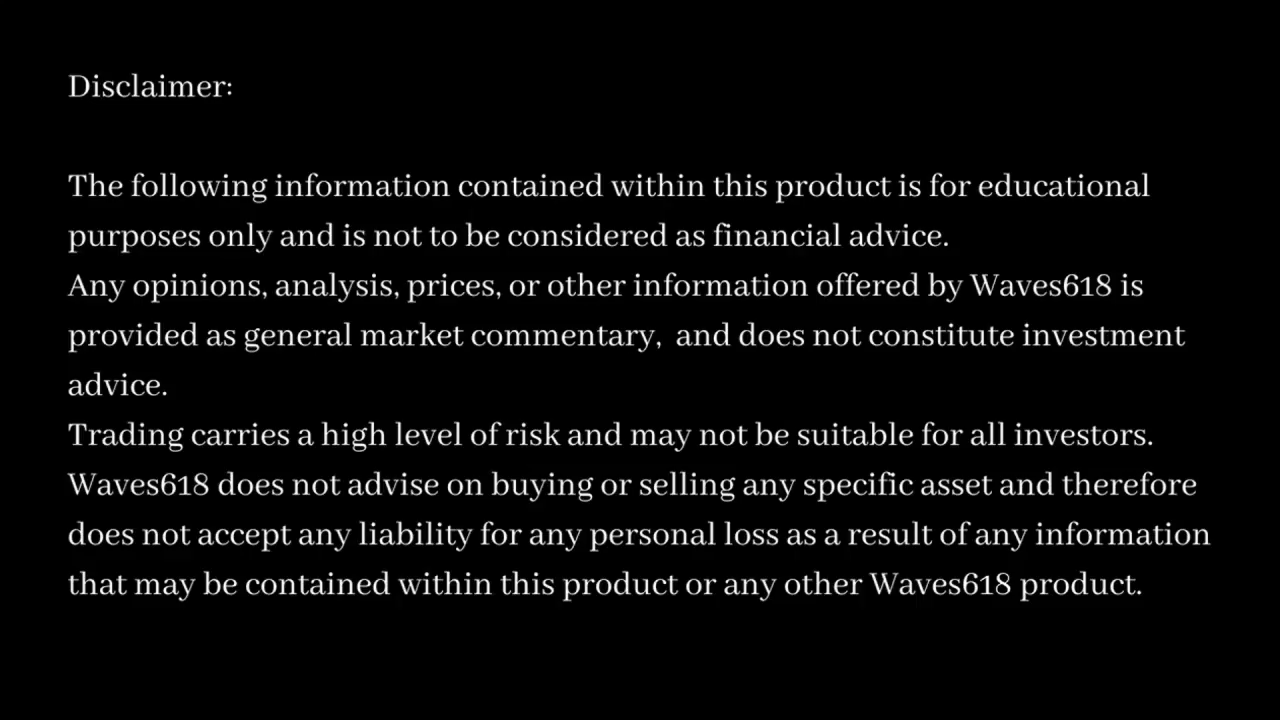 Disclaimer:
The following information contained within this product is for educational
purposes only and is not to be considered as financial advice.
Any opinions, analysis, prices, or other information offered by Waves618 is
provided as general market commentary,  and does not constitute investment
advice.
Trading carries a high level of risk and may not be suitable for all investors.
Waves618 does not advise on buying or selling any specific asset and therefore
does not accept any liability for any personal loss as a result of any information
that may be contained within this product or any other Waves618 product.